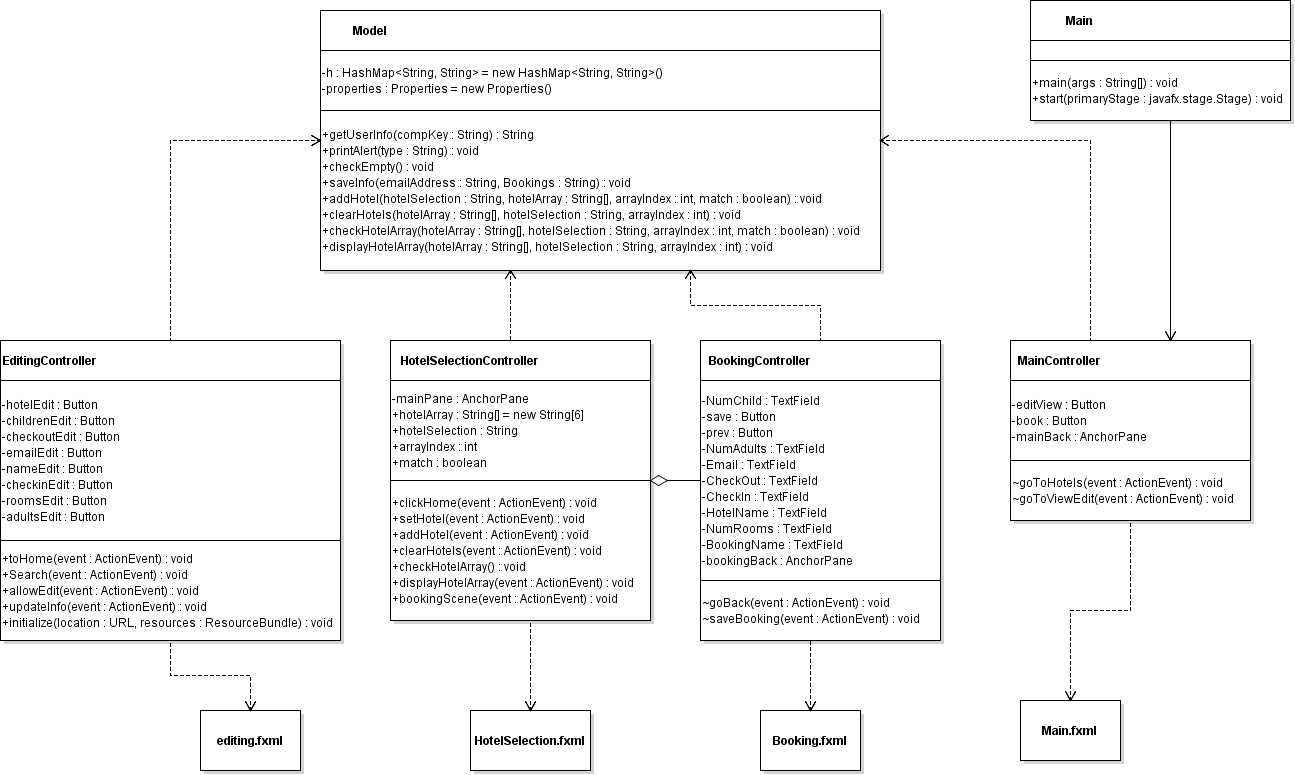 Model
-h : HashMap<String, String> = new HashMap<String, String>()
-properties : Properties = new Properties()
+getUserInfo(compKey : String) : String
+printAlert(type : String) : void
+checkEmpty() : void
+saveInfo(emailAddress : String, Bookings : String) : void
+addHotel(hotelSelection : String, hotelArray : String[], arrayIndex : int, match : boolean) : void
+clearHotels(hotelArray : String[], hotelSelection : String, arrayIndex : int) : void
+checkHotelArray(hotelArray : String[], hotelSelection : String, arrayIndex : int, match : boolean) : void
+displayHotelArray(hotelArray : String[], hotelSelection : String, arrayIndex : int) : void
Main
+main(args : String[]) : void
+start(primaryStage : javafx.stage.Stage) : void
EditingController
-hotelEdit : Button
-childrenEdit : Button
-checkoutEdit : Button
-emailEdit : Button
-nameEdit : Button
-checkinEdit : Button
-roomsEdit : Button
-adultsEdit : Button
+toHome(event : ActionEvent) : void
+Search(event : ActionEvent) : void
+allowEdit(event : ActionEvent) : void
+updateInfo(event : ActionEvent) : void
+initialize(location : URL, resources : ResourceBundle) : void
HotelSelectionController
-mainPane : AnchorPane
+hotelArray : String[] = new String[6]
+hotelSelection : String
+arrayIndex : int
+match : boolean
+clickHome(event : ActionEvent) : void
+setHotel(event : ActionEvent) : void
+addHotel(event : ActionEvent) : void
+clearHotels(event : ActionEvent) : void
+checkHotelArray() : void
+displayHotelArray(event : ActionEvent) : void
+bookingScene(event : ActionEvent) : void
BookingController
-NumChild : TextField
-save : Button
-prev : Button
-NumAdults : TextField
-Email : TextField
-CheckOut : TextField
-CheckIn : TextField
-HotelName : TextField
-NumRooms : TextField
-BookingName : TextField
-bookingBack : AnchorPane
~goBack(event : ActionEvent) : void
~saveBooking(event : ActionEvent) : void
MainController
-editView : Button
-book : Button
-mainBack : AnchorPane
~goToHotels(event : ActionEvent) : void
~goToViewEdit(event : ActionEvent) : void
editing.fxml
HotelSelection.fxml
Booking.fxml
Main.fxml